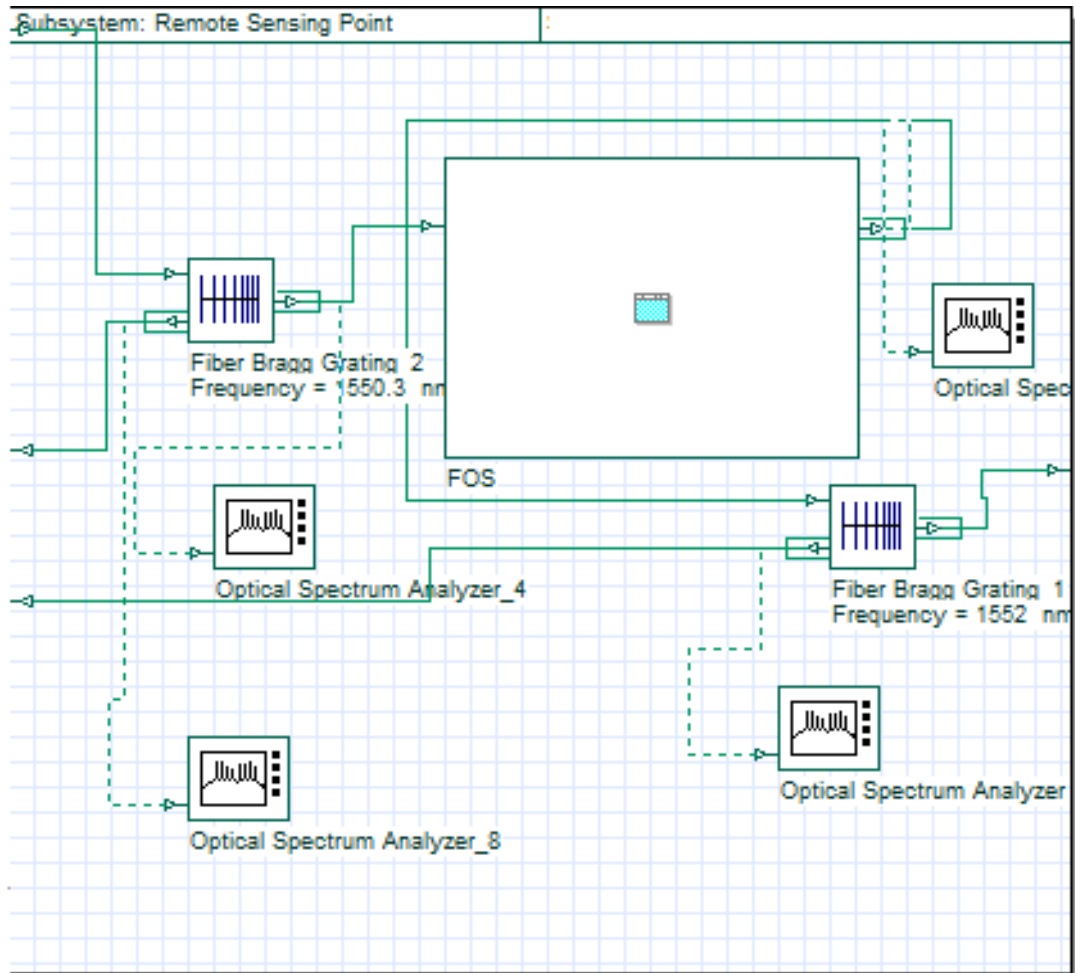 Subsystem: Remote Sensing Point
:
Fiber Bragg Grating_2
Frequency = 1550.3 nm
Optical Spec
FOS
Optical Spectrum Analyzer_4
Fiber Bragg Grating_1
Frequency = 1552 nm
Optical Spectrum Analyzer
Optical Spectrum Analyzer_8